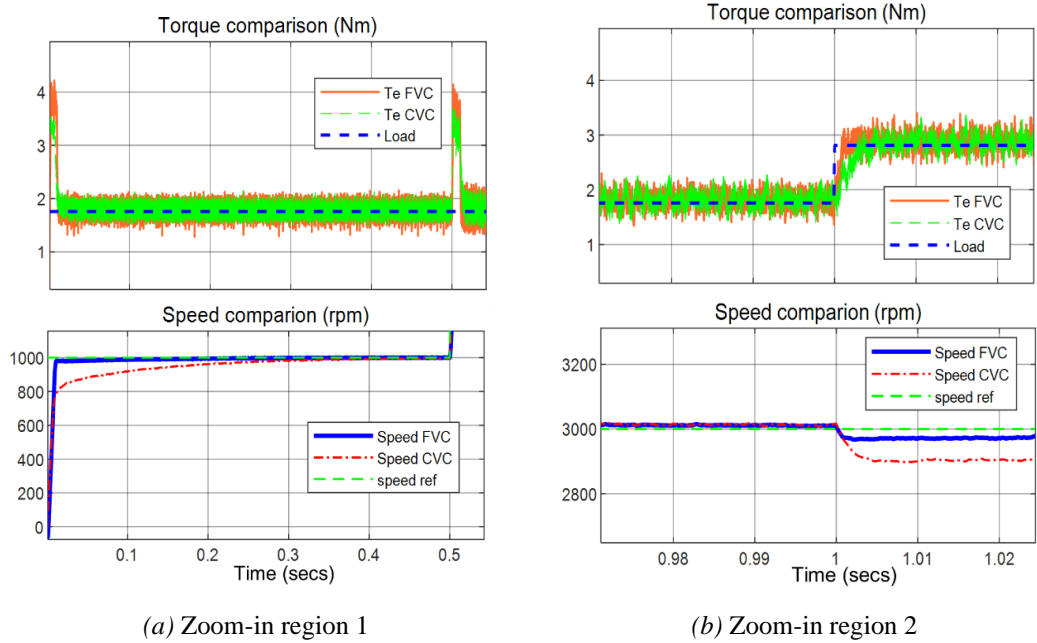 Torque comparison (Nm)
4
3
2
1
Te FVC
Te CVC
Load
Speed comparion (rpm)
1000
800
600
400
200
0
Speed FVC
Speed CVC
speed ref
0.1 0.2 0.3 0.4 0.5
Time (secs)
(a) Zoom-in region 1
Torque comparison (Nm)
4
3
2
1
Te FVC
Te CVC
Load
Speed comparion (rpm)
3200
3000
2800
Speed FVC
Speed CVC
speed ref
0.98 0.99 1 1.01 1.02
Time (secs)
(b) Zoom-in region 2